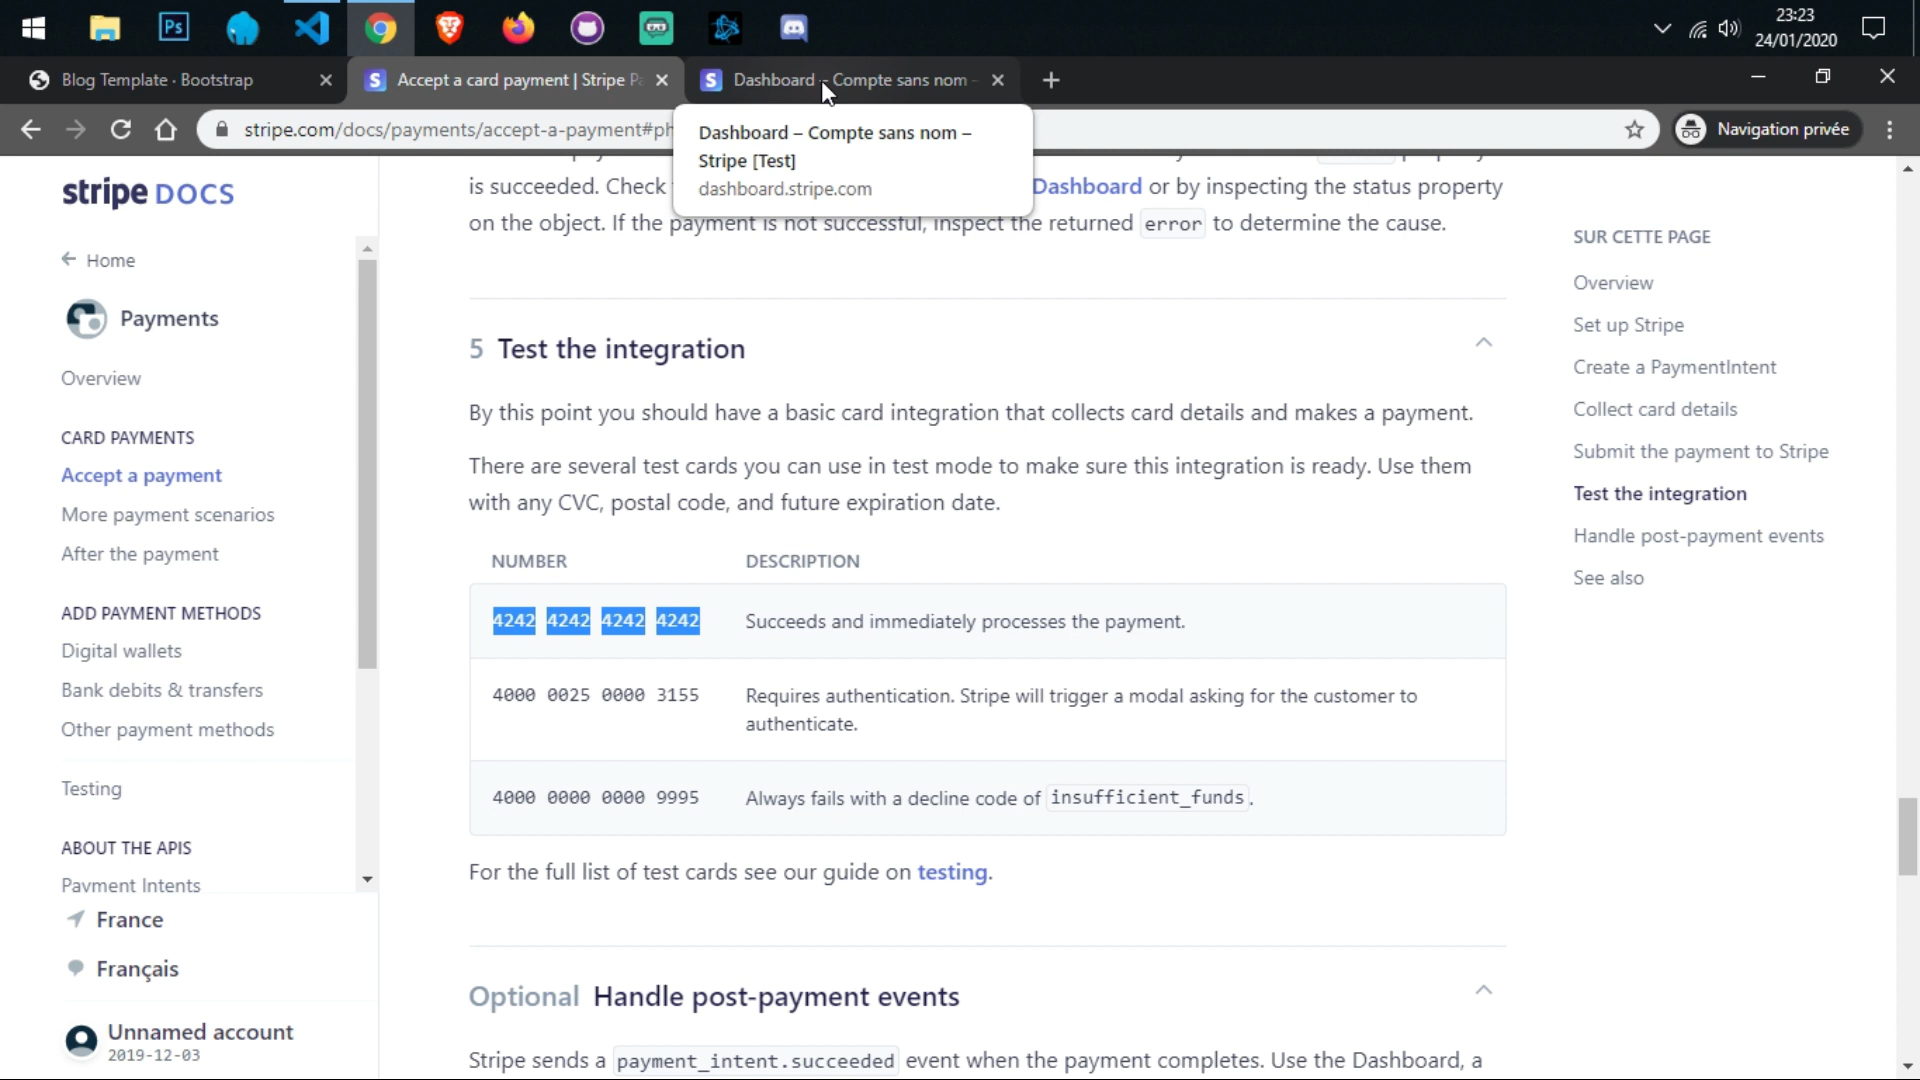 Ps
23:23
24/01/2020
Blog Template · Bootstrap
S Accept a card payment | Stripe P
S Dashboard – Compte sans nom –
stripe.com/docs/payments/accept-a-payment#ph
Navigation privée
Dashboard – Compte sans nom –
Stripe [Test]
dashboard.stripe.com
stripe DOCS
Home
Payments
Overview
CARD PAYMENTS
Accept a payment
More payment scenarios
After the payment
ADD PAYMENT METHODS
Digital wallets
Bank debits & transfers
Other payment methods
Testing
ABOUT THE APIS
Payment Intents
France
Français
Unnamed account
2019-12-03
is succeeded. Check Dashboard or by inspecting the status property
on the object. If the payment is not successful, inspect the returned error to determine the cause.
5 Test the integration
By this point you should have a basic card integration that collects card details and makes a payment.
There are several test cards you can use in test mode to make sure this integration is ready. Use them
with any CVC, postal code, and future expiration date.
NUMBER DESCRIPTION
4242 4242 4242 4242 Succeeds and immediately processes the payment.
4000 0025 0000 3155 Requires authentication. Stripe will trigger a modal asking for the customer to
authenticate.
4000 0000 0000 9995 Always fails with a decline code of insufficient_funds.
For the full list of test cards see our guide on testing.
Optional Handle post-payment events
Stripe sends a payment_intent.succeeded event when the payment completes. Use the Dashboard, a
SUR CETTE PAGE
Overview
Set up Stripe
Create a PaymentIntent
Collect card details
Submit the payment to Stripe
Test the integration
Handle post-payment events
See also